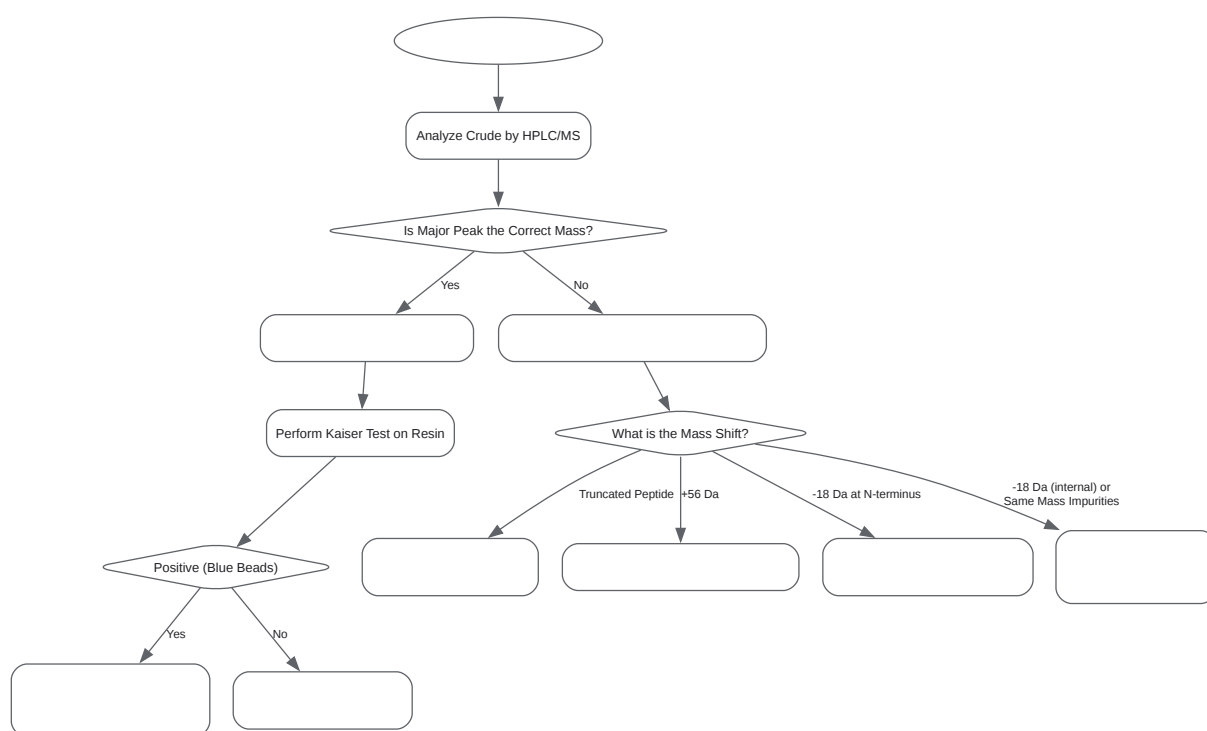 Analyze Crude by HPLC/MS
Is Major Peak the Correct Mass?
Yes
No
Perform Kaiser Test on Resin
What is the Mass Shift?
Truncated Peptide
+56 Da
-18 Da at N-terminus
-18 Da (internal) or
Same Mass Impurities
Positive (Blue Beads)
Yes
No